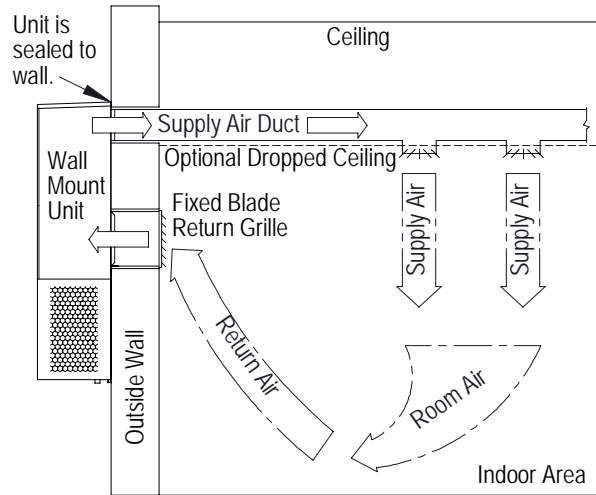 Unit is
sealed to
wall.
Ceiling
Supply Air Duct
Optional Dropped Ceiling
Wall
Mount
Unit
Fixed Blade
Return Grille
Supply Air
Supply Air
Return Air
Room Air
Outside Wall
Indoor Area